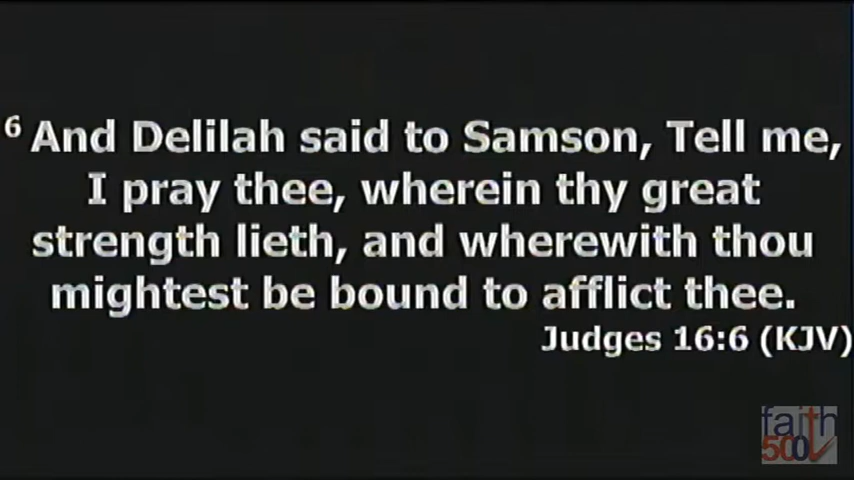 6 And Delilah said to Samson, Tell me,
I pray thee, wherein thy great
strength lieth, and wherewith thou
mightest be bound to afflict thee.
Judges 16:6 (KJV)
faith
500